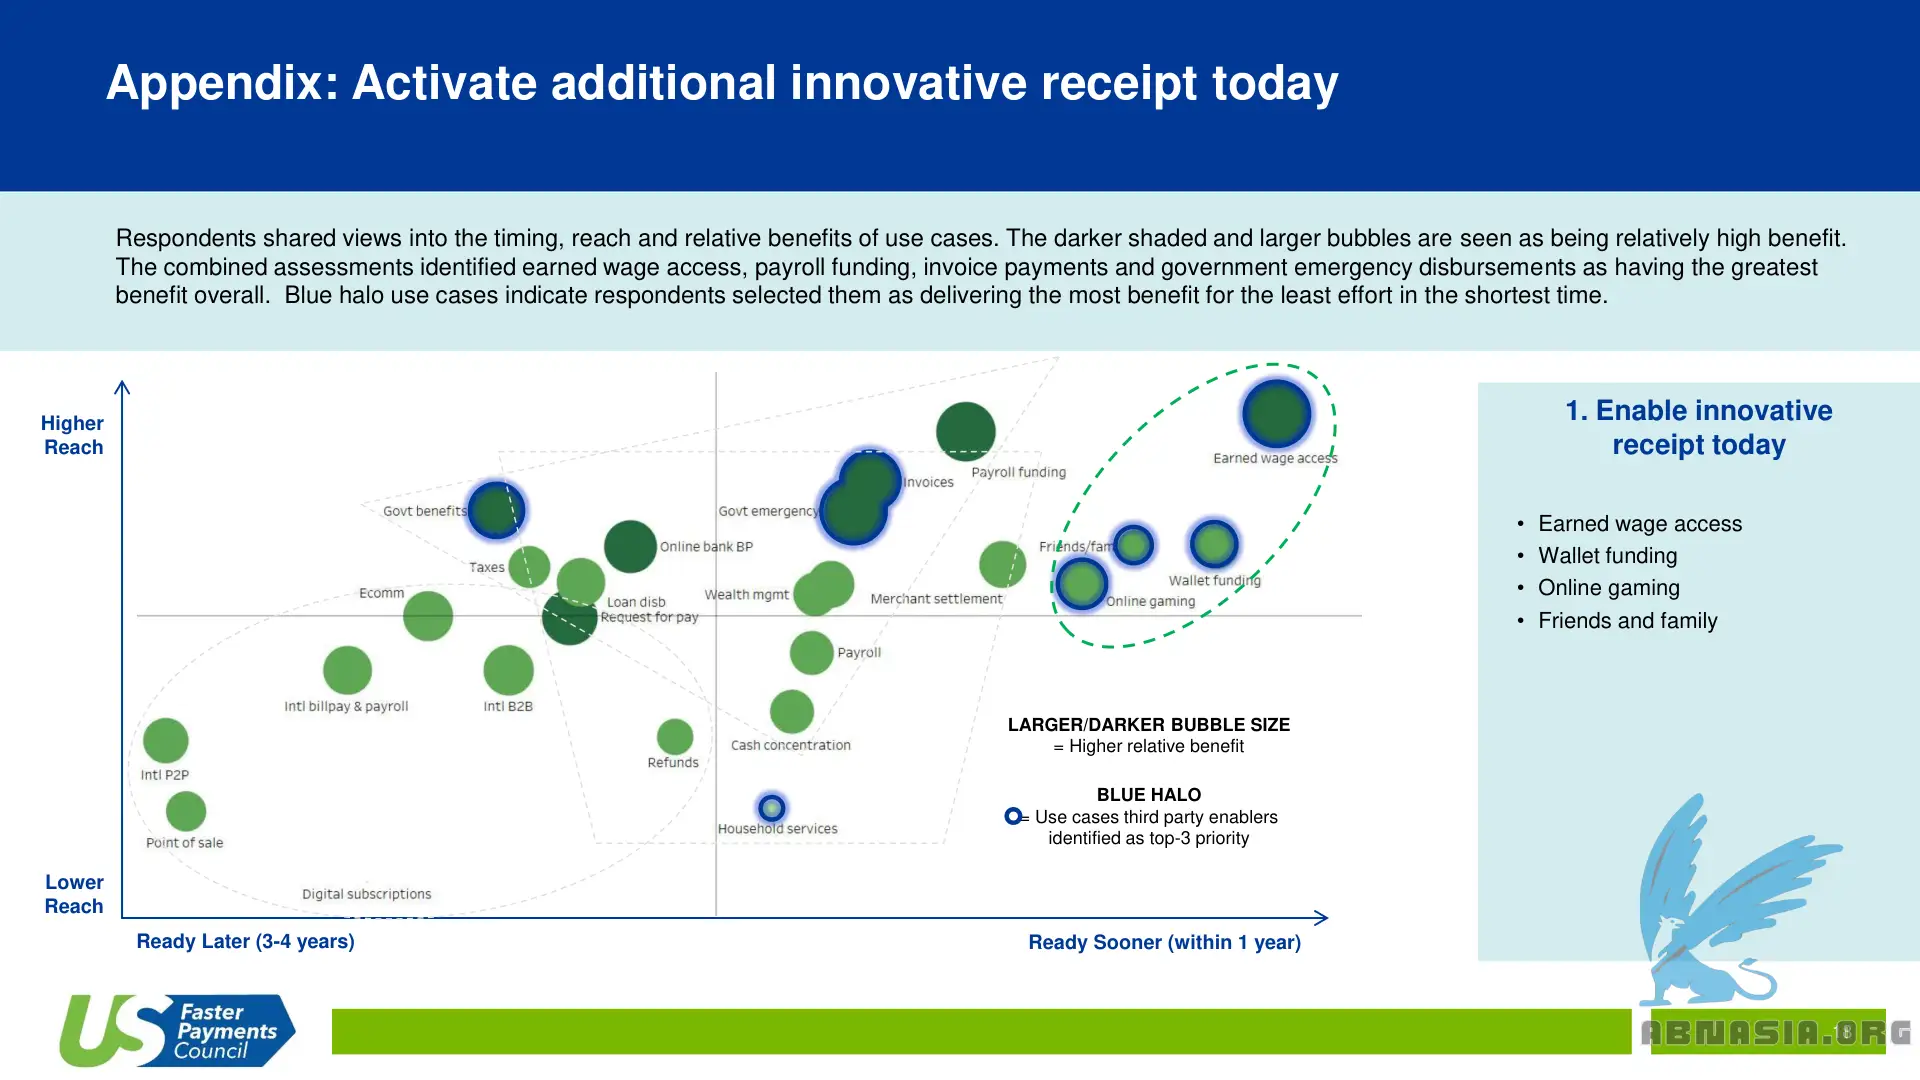 Appendix: Activate additional innovative receipt today
Respondents shared views into the timing, reach and relative benefits of use cases. The darker shaded and larger bubbles are seen as being relatively high benefit.
The combined assessments identified earned wage access, payroll funding, invoice payments and government emergency disbursements as having the greatest
benefit overall.  Blue halo use cases indicate respondents selected them as delivering the most benefit for the least effort in the shortest time.
Higher
Reach
Earned wage access
Payroll funding
Invoices
Govt benefits
Govt emergency
Online bank BP
Friends/fam
Taxes
Wallet funding
Ecomm
Loan disb
Wealth mgmt
Merchant settlement
Online gaming
Request for pay
Payroll
Intl billpay & payroll
Intl B2B
Cash concentration
Refunds
Intl P2P
Household services
Point of sale
Digital subscriptions
LARGER/DARKER BUBBLE SIZE
= Higher relative benefit
BLUE HALO
= Use cases third party enablers
identified as top-3 priority
Lower
Reach
Ready Later (3-4 years)
Ready Sooner (within 1 year)
1. Enable innovative
receipt today
• Earned wage access
• Wallet funding
• Online gaming
• Friends and family
US Faster
Payments
Council
18
ABNASIA.ORG